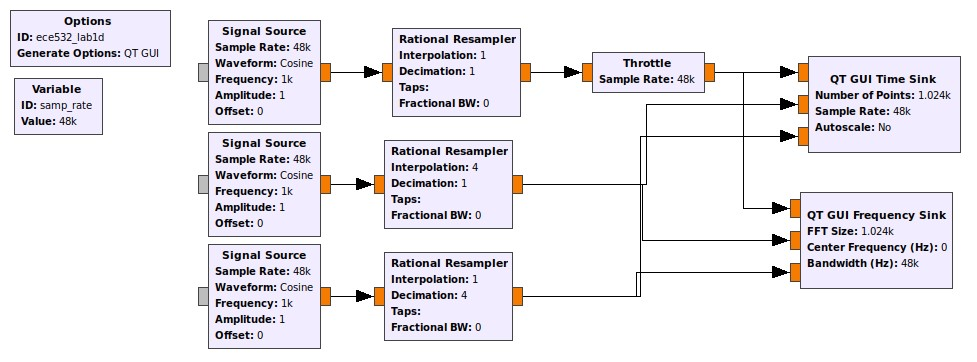 Options
ID: ece532_lab1d
Generate Options: QT GUI
Variable
ID: samp_rate
Value: 48k
Signal Source
Sample Rate: 48k
Waveform: Cosine
Frequency: 1k
Amplitude: 1
Offset: 0
Rational Resampler
Interpolation: 1
Decimation: 1
Taps:
Fractional BW: 0
Throttle
Sample Rate: 48k
QT GUI Time Sink
Number of Points: 1.024k
Sample Rate: 48k
Autoscale: No
Signal Source
Sample Rate: 48k
Waveform: Cosine
Frequency: 1k
Amplitude: 1
Offset: 0
Rational Resampler
Interpolation: 4
Decimation: 1
Taps:
Fractional BW: 0
QT GUI Frequency Sink
FFT Size: 1.024k
Center Frequency (Hz): 0
Bandwidth (Hz): 48k
Signal Source
Sample Rate: 48k
Waveform: Cosine
Frequency: 1k
Amplitude: 1
Offset: 0
Rational Resampler
Interpolation: 1
Decimation: 4
Taps:
Fractional BW: 0